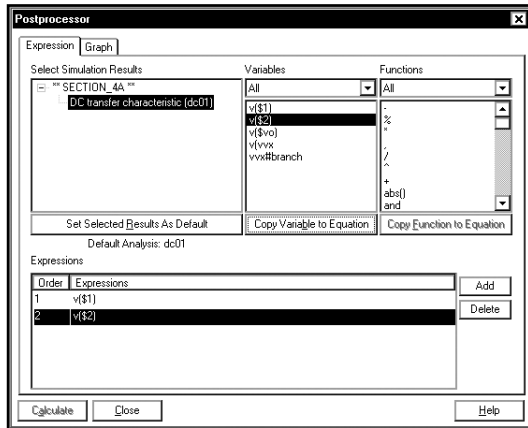 Postprocessor
Expression Graph
Select Simulation Results
Variables
Functions
** SECTION_4A **
DC transfer characteristic (dc01)
All
v($1)
v($2)
v($vo)
v(vvx
vvx#branch
All
-
%
*
,
/
^
+
abs()
and
Set Selected Results As Default
Copy Variable to Equation
Copy Function to Equation
Default Analysis: dc01
Expressions
Order Expressions
1 v($1)
2 v($2)
Add
Delete
Calculate
Close
Help